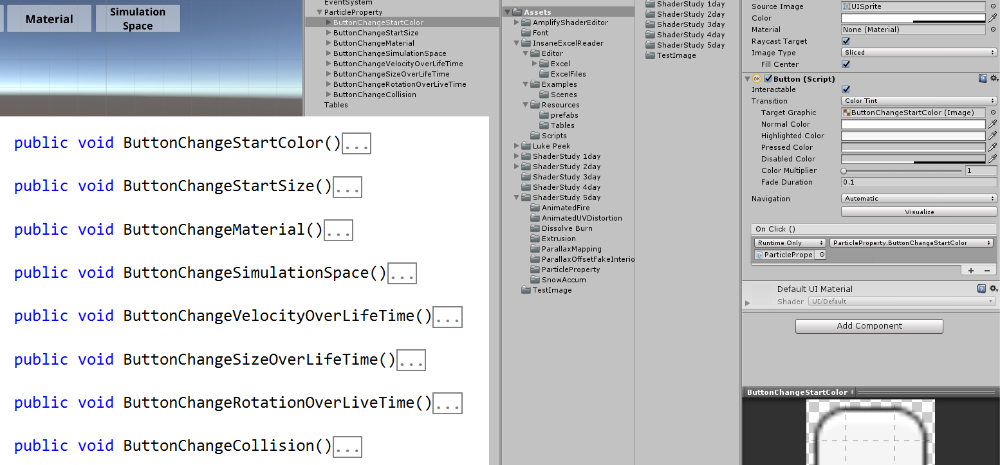 Material
Simulation
Space
EventSystem
ParticleProperty
ButtonChangeStartColor
ButtonChangeStartSize
ButtonChangeMaterial
ButtonChangeSimulationSpace
ButtonChangeVelocityOverLifeTime
ButtonChangeSizeOverLifeTime
ButtonChangeRotationOverLiveTime
ButtonChangeCollision
Tables
public void ButtonChangeStartColor()...
public void ButtonChangeStartSize()...
public void ButtonChangeMaterial()...
public void ButtonChangeSimulationSpace()...
public void ButtonChangeVelocityOverLifeTime()...
public void ButtonChangeSizeOverLifeTime()...
public void ButtonChangeRotationOverLiveTime()...
public void ButtonChangeCollision()...
Assets
AmplifyShaderEditor
Font
InsaneExcelReader
Editor
Excel
ExcelFiles
Examples
Scenes
Resources
prefabs
Tables
Scripts
Luke Peek
ShaderStudy 1day
ShaderStudy 2day
ShaderStudy 3day
ShaderStudy 4day
ShaderStudy 5day
AnimatedFire
AnimatedUVDistortion
Dissolve Burn
Extrusion
ParallaxMapping
ParallaxOffsetFakeInterio
ParticleProperty
SnowAccum
TestImage
ShaderStudy 1day
ShaderStudy 2day
ShaderStudy 3day
ShaderStudy 4day
ShaderStudy 5day
TestImage
Source Image UISprite
Color
Material None (Material)
Raycast Target
Image Type Sliced
Fill Center
OK Button (Script)
Interactable
Transition Color Tint
Target Graphic ButtonChangeStartColor (Image)
Normal Color
Highlighted Color
Pressed Color
Disabled Color
Color Multiplier 1
Fade Duration 0.1
Navigation Automatic
Visualize
On Click ()
Runtime Only ParticleProperty.ButtonChangeStartColor
ParticlePrope
+ −
Default UI Material
Shader UI/Default
Add Component
ButtonChangeStartColor